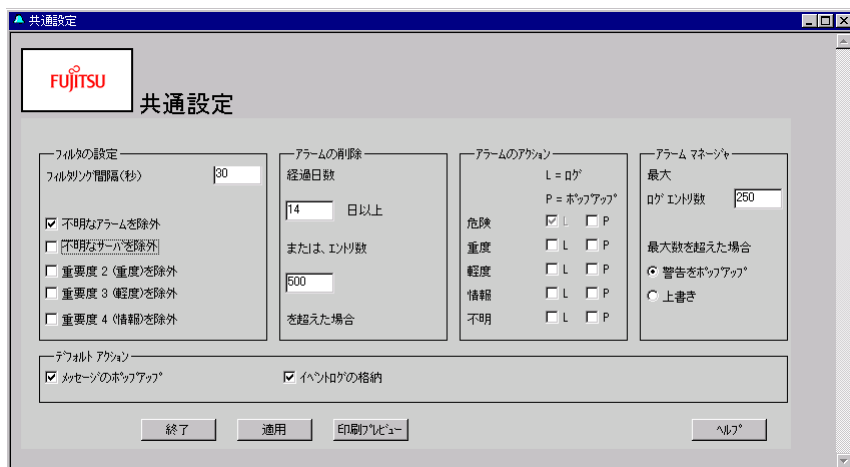 共通設定
FUJITSU
共通設定
フィルタの設定
フィルタリング間隔(秒) 30
不明なアラームを除外
不明なサーバを除外
重要度 2 (重度)を除外
重要度 3 (軽度)を除外
重要度 4 (情報)を除外
アラームの削除
経過日数
14 日以上
または、エントリ数
500
を超えた場合
アラームのアクション
L = ログ
P = ポップアップ
危険 L P
重度 L P
軽度 L P
情報 L P
不明 L P
アラーム マネージャ
最大
ログ エントリ数 250
最大数を超えた場合
警告をポップアップ
上書き
デフォルト アクション
メッセージのポップアップ イベントログの格納
終了 適用 印刷プレビュー ヘルプ